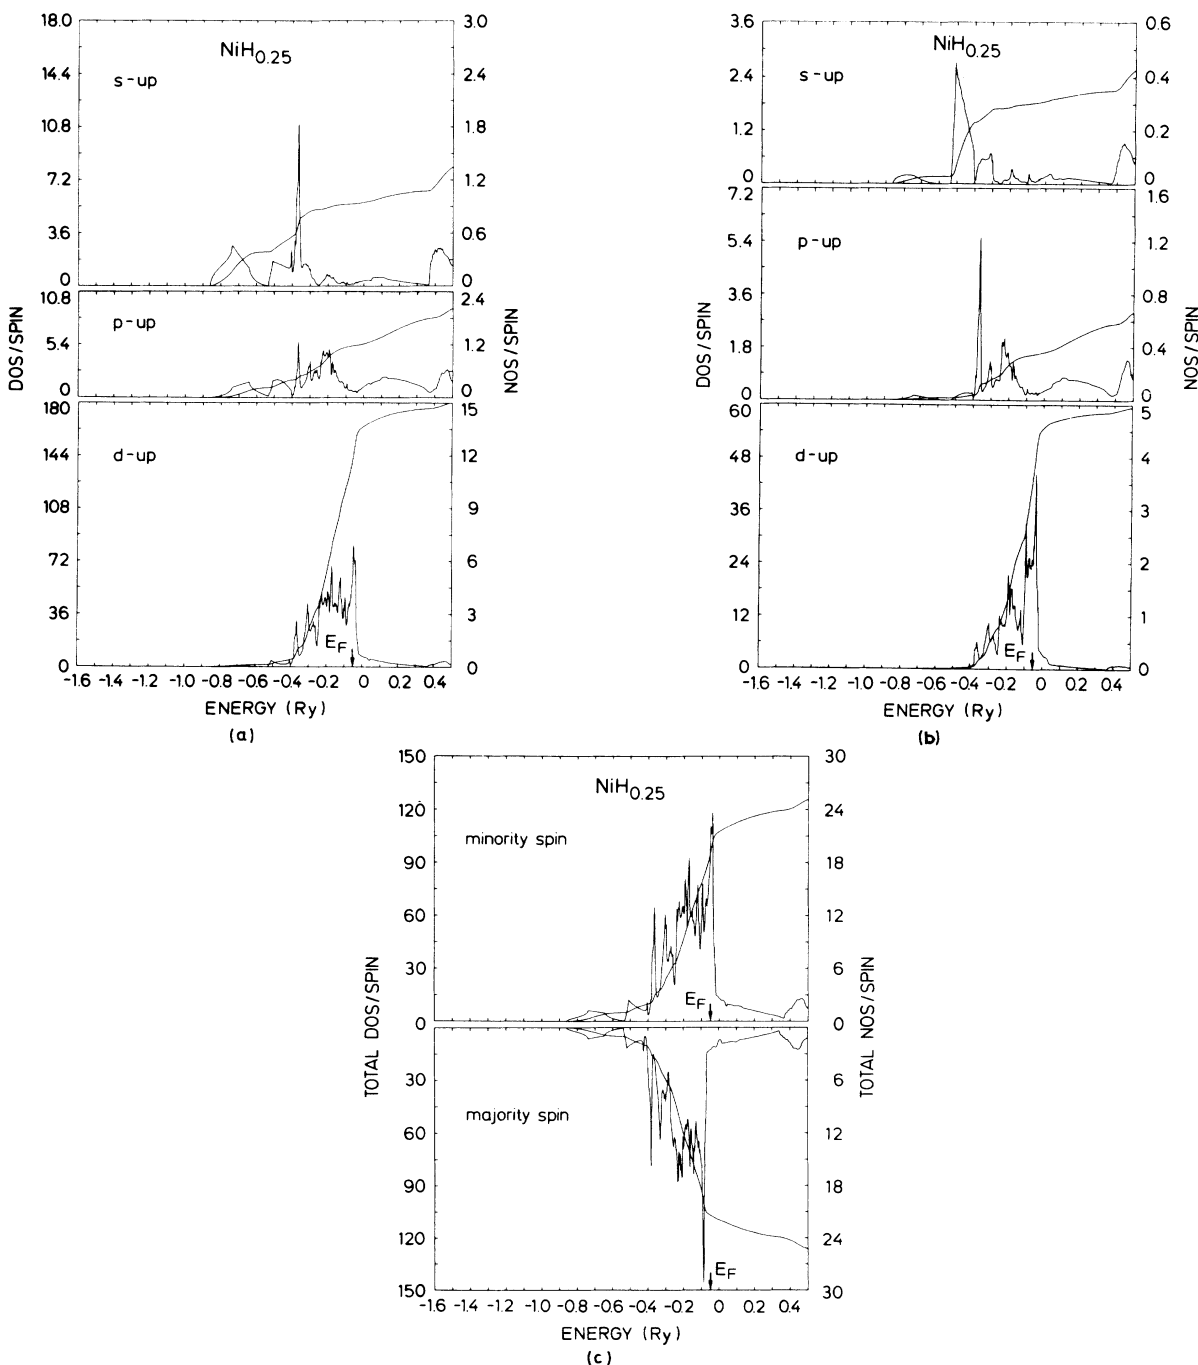 NiH0.25
s-up
18.0
14.4
10.8
7.2
3.6
0
3.0
2.4
1.8
1.2
0.6
0
p-up
10.8
5.4
0
2.4
1.2
0
DOS/SPIN
NOS/SPIN
d-up
180
144
108
72
36
0
15
12
9
6
3
0
EF
-1.6 -1.4 -1.2 -1.0 -0.8 -0.6 -0.4 -0.2 0 0.2 0.4
ENERGY (Ry)
(a)
NiH0.25
s-up
3.6
2.4
1.2
0
0.6
0.4
0.2
0
p-up
7.2
5.4
3.6
1.8
0
1.6
1.2
0.8
0.4
0
DOS/SPIN
NOS/SPIN
d-up
60
48
36
24
12
0
5
4
3
2
1
0
EF
-1.6 -1.4 -1.2 -1.0 -0.8 -0.6 -0.4 -0.2 0 0.2 0.4
ENERGY (Ry)
(b)
NiH0.25
minority spin
150
120
90
60
30
0
30
24
18
12
6
0
EF
TOTAL DOS/SPIN
TOTAL NOS/SPIN
majority spin
30
60
90
120
150
6
12
18
24
30
EF
-1.6 -1.4 -1.2 -1.0 -0.8 -0.6 -0.4 -0.2 0 0.2 0.4
ENERGY (Ry)
(c)